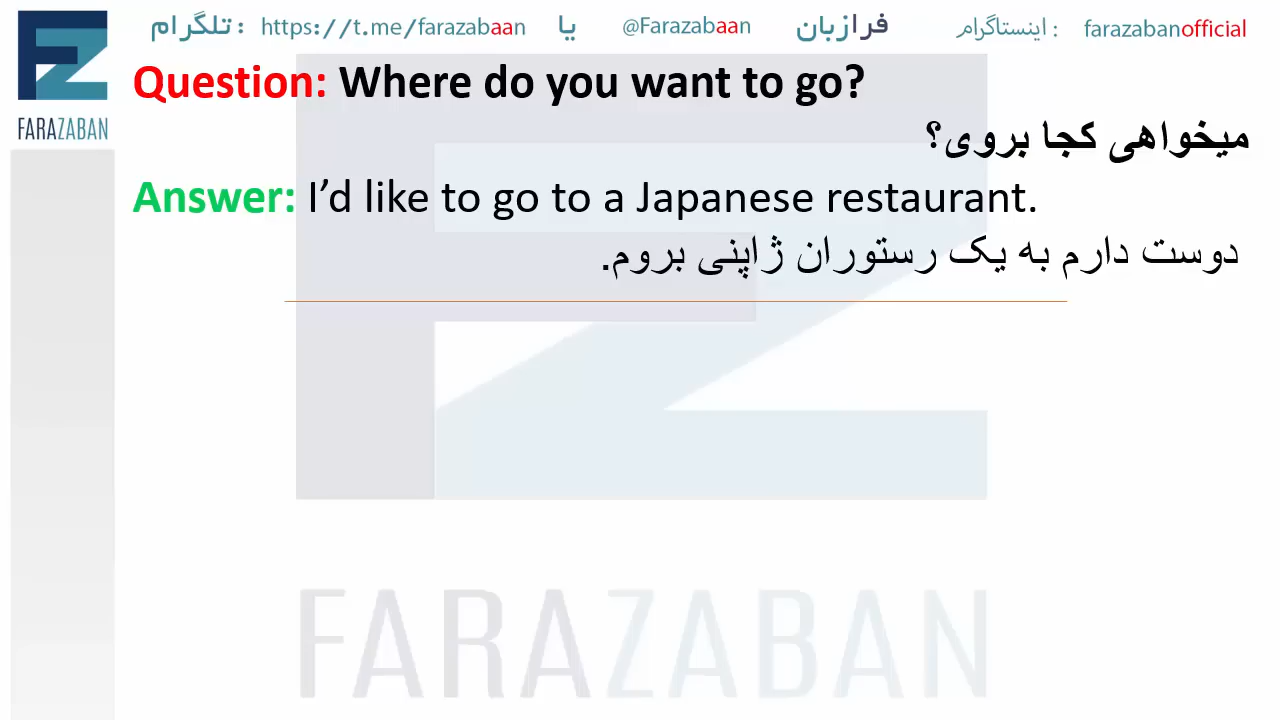 تلگرام : https://t.me/farazabaan یا @Farazabaan فرازبان اینستاگرام : farazabanofficial
FZ
FARAZABAN
Question: Where do you want to go?
میخواهی کجا بروی؟
Answer: I’d like to go to a Japanese restaurant.
دوست دارم به یک رستوران ژاپنی بروم.
FARAZABAN